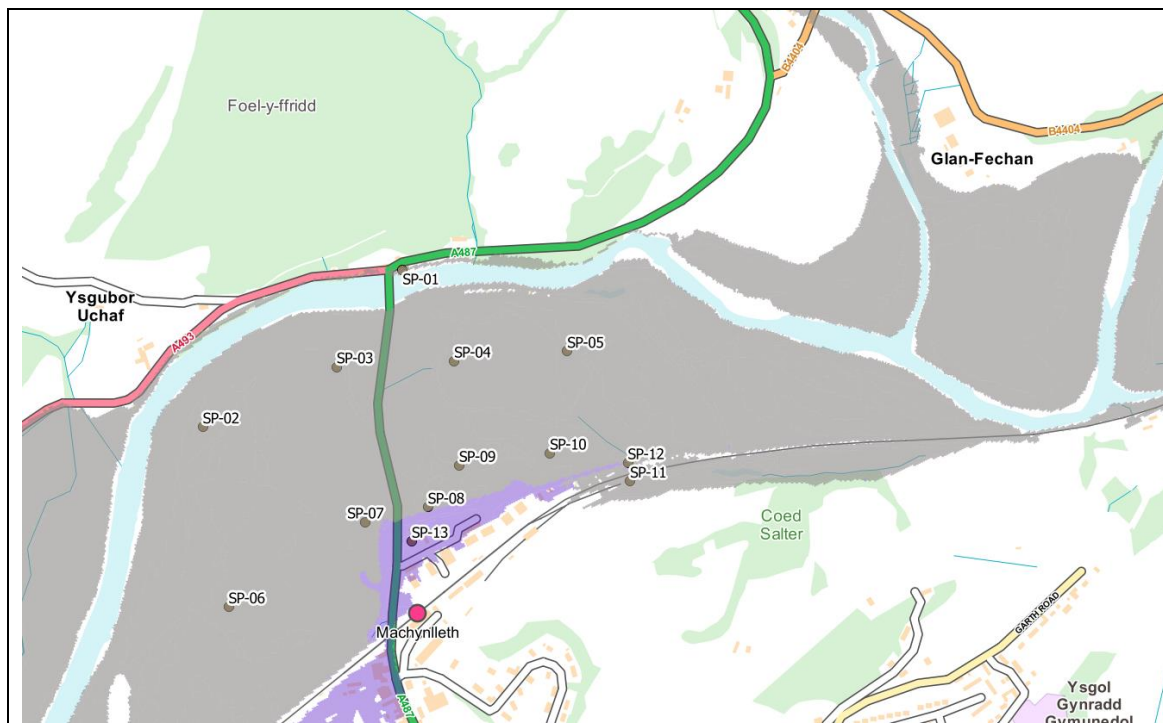 B4404
Foel-y-ffridd
B4404
Glan-Fechan
A487
SP-01
Ysgubor
Uchaf
A493
SP-03
SP-04
SP-05
SP-02
SP-09
SP-10
SP-12
SP-11
SP-07
SP-08
SP-13
Coed
Salter
SP-06
Machynlleth
GARTH ROAD
A487
Ysgol
Gynradd
Gymunedol